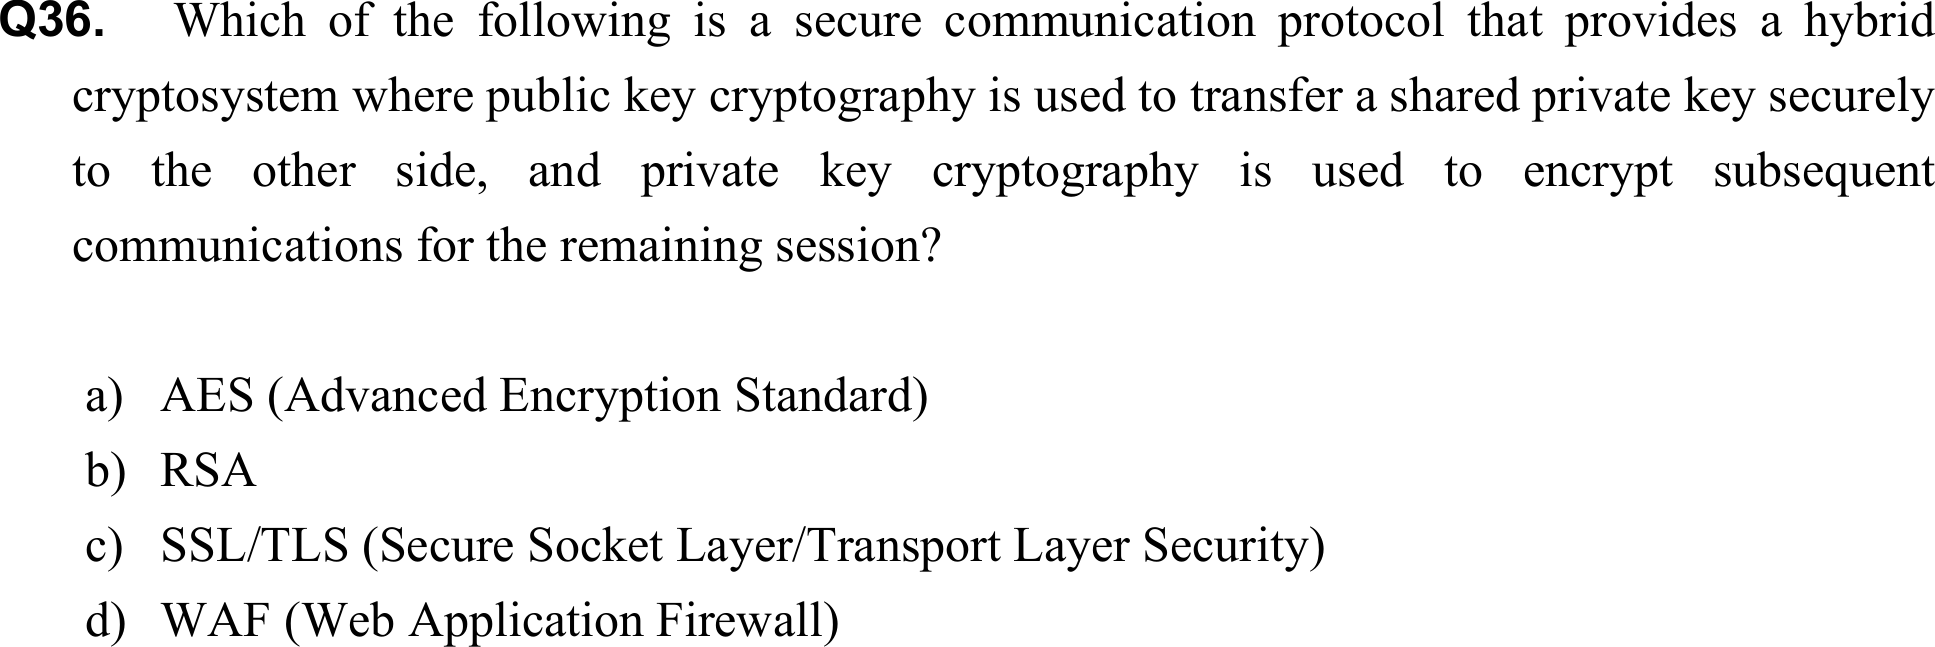 Q36. Which of the following is a secure communication protocol that provides a hybrid
cryptosystem where public key cryptography is used to transfer a shared private key securely
to the other side, and private key cryptography is used to encrypt subsequent
communications for the remaining session?
a) AES (Advanced Encryption Standard)
b) RSA
c) SSL/TLS (Secure Socket Layer/Transport Layer Security)
d) WAF (Web Application Firewall)